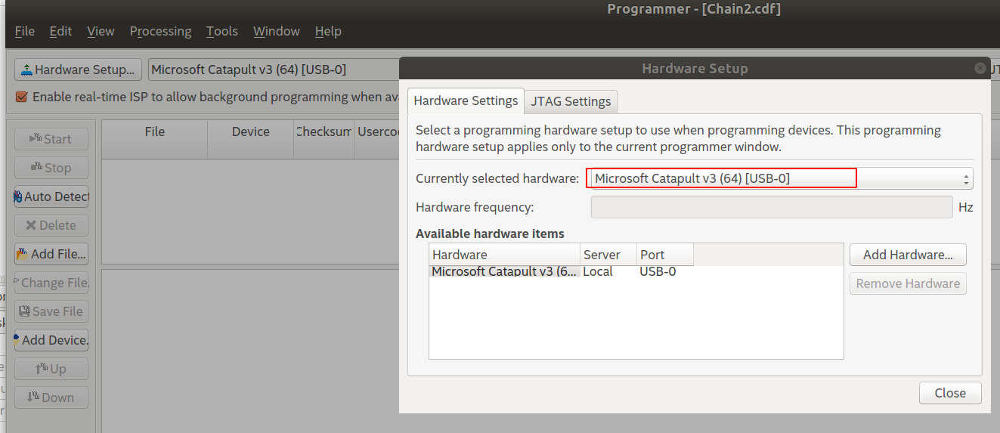 Programmer - [Chain2.cdf]
File Edit View Processing Tools Window Help
Hardware Setup... Microsoft Catapult v3 (64) [USB-0]
Enable real-time ISP to allow background programming when
File Device Checksum
Start
Stop
Auto Detect
Delete
Add File...
Change File.
Save File
Add Device.
Up
Down
Hardware Setup
Hardware Settings JTAG Settings
Select a programming hardware setup to use when programming devices. This programming
hardware setup applies only to the current programmer window.
Currently selected hardware: Microsoft Catapult v3 (64) [USB-0]
Hardware frequency: Hz
Available hardware items
Hardware Server Port
Microsoft Catapult v3 (6... Local USB-0
Add Hardware...
Remove Hardware
Close